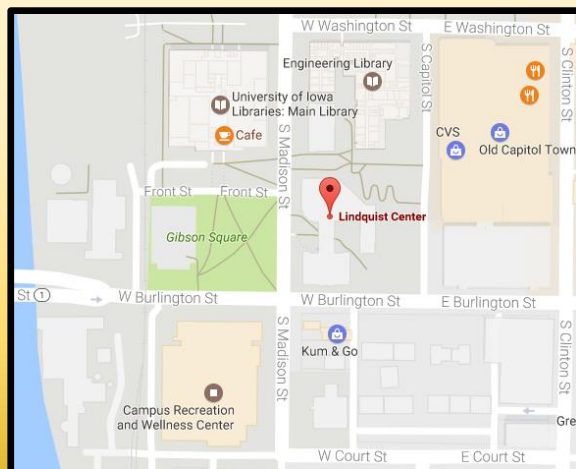 W Washington St
E Washington St
Engineering Library
S Capitol St
S Clinton St
University of Iowa
Libraries: Main Library
Cafe
S Madison St
CVS
Old Capitol Town
Front St
Front St
Lindquist Center
Gibson Square
St 1
W Burlington St
W Burlington St
E Burlington St
S Madison St
Kum & Go
S Clinton St
Campus Recreation
and Wellness Center
Gre
W Court St
E Court St